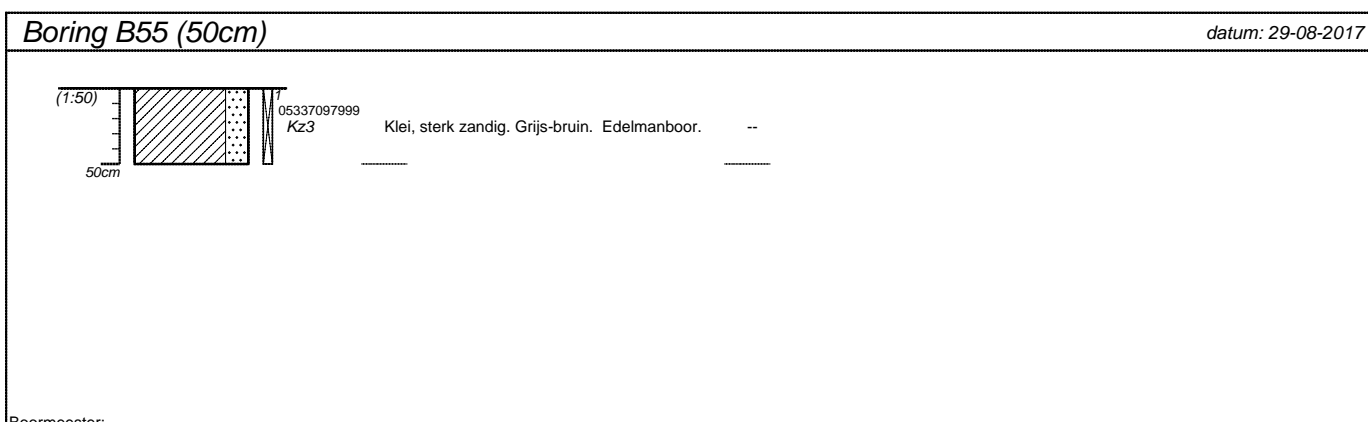 Boring B55 (50cm)
datum: 29-08-2017
(1:50)
1
05337097999
Kz3 Klei, sterk zandig. Grijs-bruin. Edelmanboor. --
50cm
Boormeester: